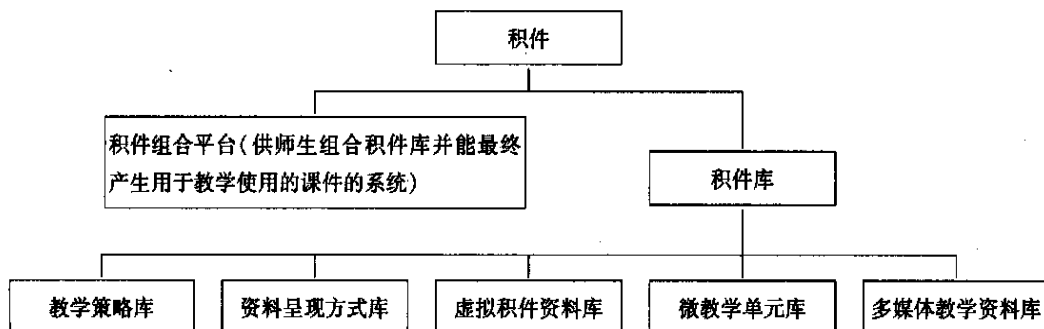 积件
积件组合平台(供师生组合积件库并能最终
产生用于教学使用的课件的系统)
积件库
教学策略库
资料呈现方式库
虚拟积件资料库
微教学单元库
多媒体教学资料库